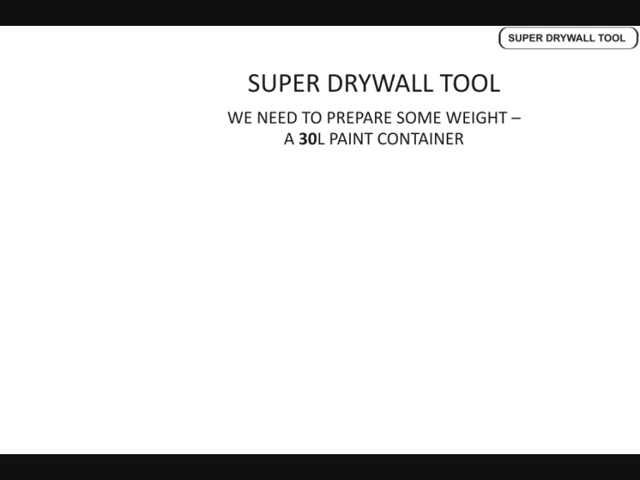 SUPER DRYWALL TOOL
SUPER DRYWALL TOOL
WE NEED TO PREPARE SOME WEIGHT –
A 30L PAINT CONTAINER